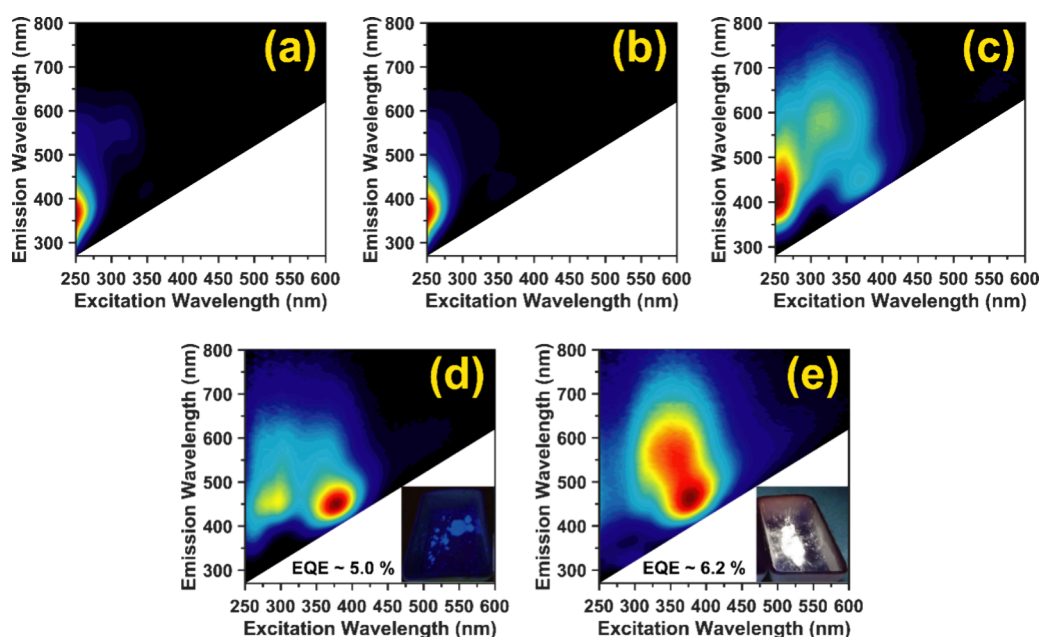 (a)
Emission Wavelength (nm)
800
700
600
500
400
300
250 300 350 400 450 500 550 600
Excitation Wavelength (nm)
(b)
Emission Wavelength (nm)
800
700
600
500
400
300
250 300 350 400 450 500 550 600
Excitation Wavelength (nm)
(c)
Emission Wavelength (nm)
800
700
600
500
400
300
250 300 350 400 450 500 550 600
Excitation Wavelength (nm)
(d)
Emission Wavelength (nm)
800
700
600
500
400
300
EQE ~ 5.0 %
250 300 350 400 450 500 550 600
Excitation Wavelength (nm)
(e)
Emission Wavelength (nm)
800
700
600
500
400
300
EQE ~ 6.2 %
250 300 350 400 450 500 550 600
Excitation Wavelength (nm)